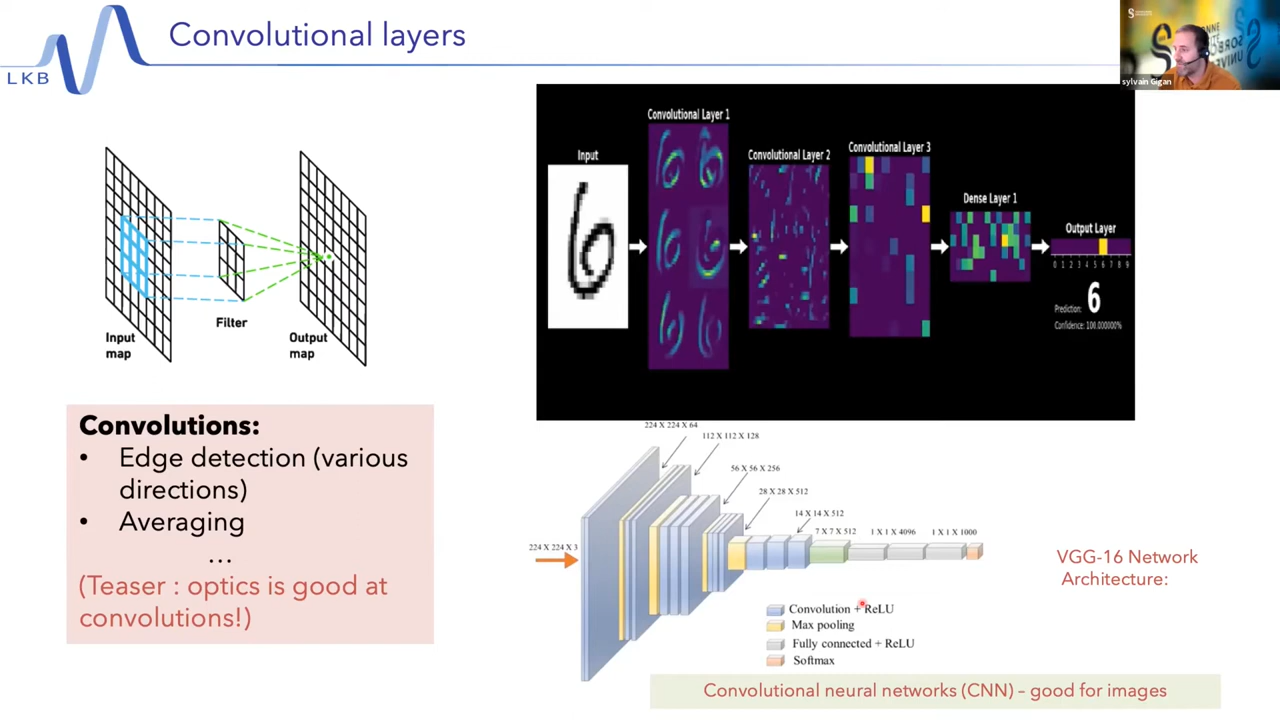 LKB
Convolutional layers
sylvain Gigan
Input
map
Filter
Output
map
Input
Convolutional Layer 1
Convolutional Layer 2
Convolutional Layer 3
Dense Layer 1
Output Layer
0 1 2 3 4 5 6 7 8 9
Prediction: 6
Confidence: 100.000000%
Convolutions:
• Edge detection (various
directions)
• Averaging
...
(Teaser : optics is good at
convolutions!)
224 X 224 X 3
224 X 224 X 64
112 X 112 X 128
56 X 56 X 256
28 X 28 X 512
14 X 14 X 512
7 X 7 X 512
1 X 1 X 4096
1 X 1 X 1000
Convolution + ReLU
Max pooling
Fully connected + ReLU
Softmax
VGG-16 Network
Architecture:
Convolutional neural networks (CNN) – good for images